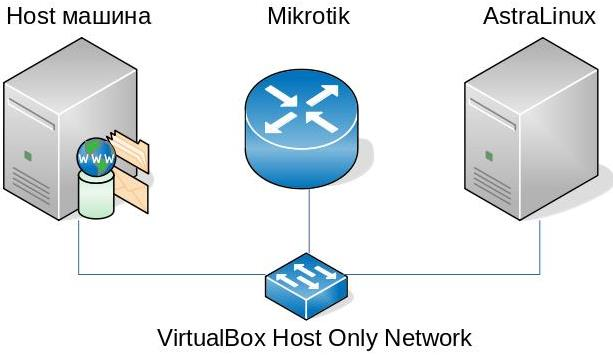 Host машина
Mikrotik
AstraLinux
WWW
VirtualBox Host Only Network